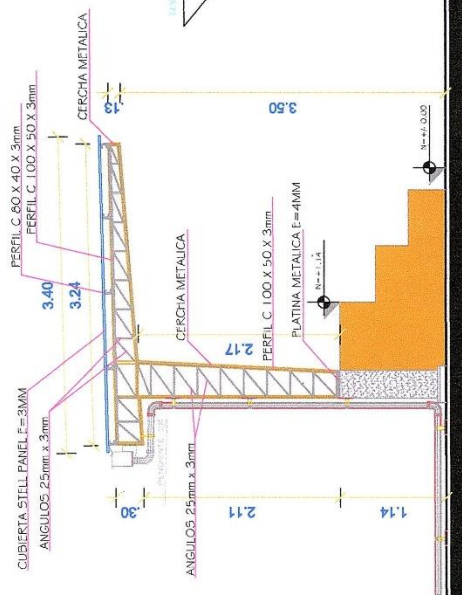 CUBIERTA STELL PANEL E=3MM
ANGULOS 25mm x 3mm
PERFIL C 80 X 40 X 3mm
PERFIL C 100 X 50 X 3mm
CERCHA METALICA
3.40
3.24
.13
3.50
.30
2.11
1.14
2.17
CERCHA METALICA
PERFIL C 100 X 50 X 3mm
PLATINA METALICA E=4MM
ANGULOS 25mm x 3mm
N=+1.14
N=+/-0.00